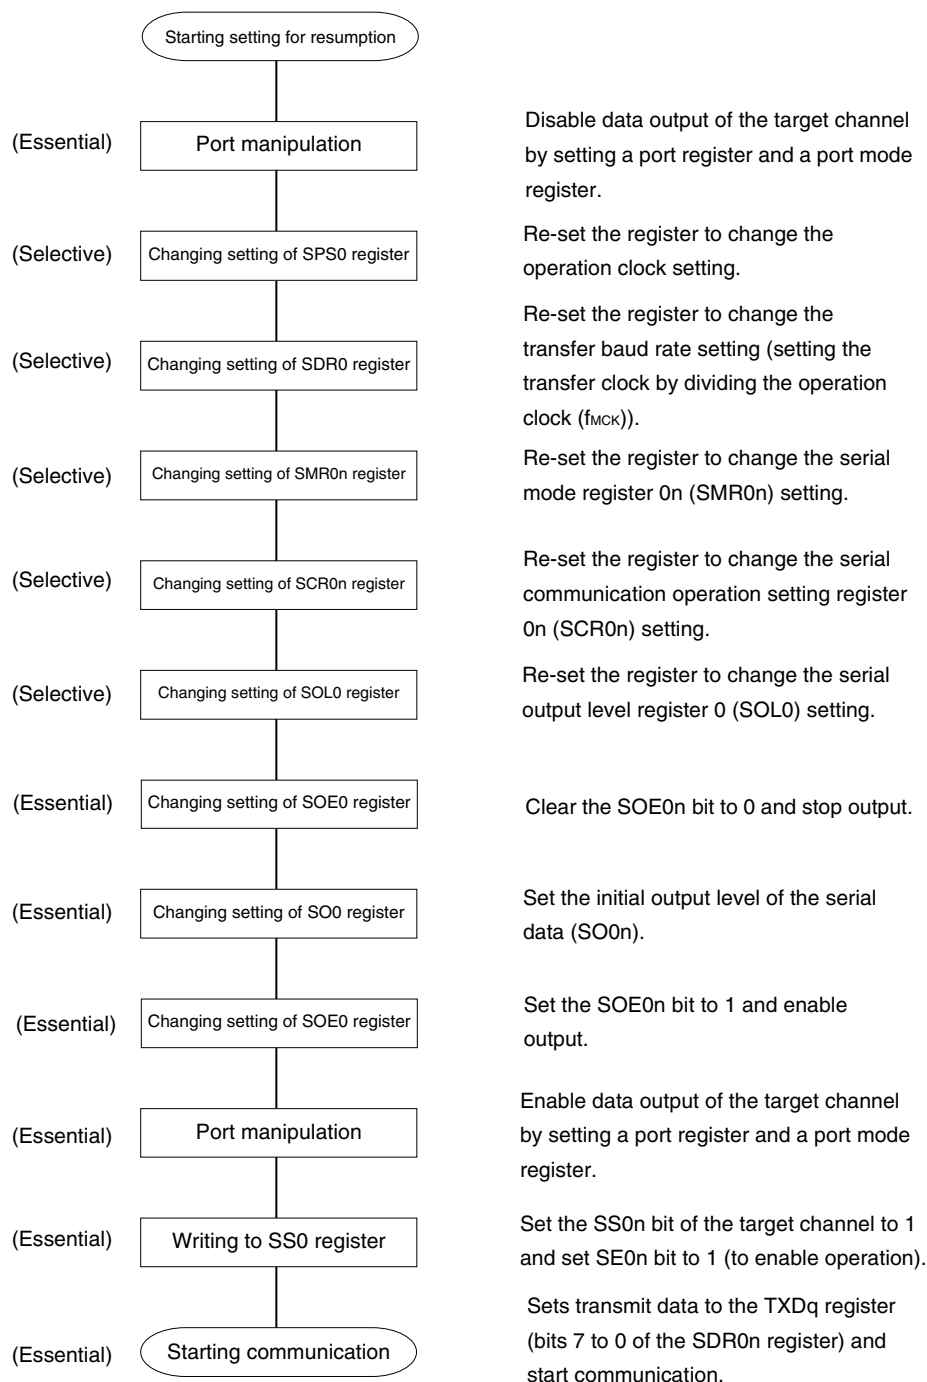 Starting setting for resumption
(Essential)
Port manipulation
Disable data output of the target channel
by setting a port register and a port mode
register.
(Selective)
Changing setting of SPS0 register
Re-set the register to change the
operation clock setting.
(Selective)
Changing setting of SDR0 register
Re-set the register to change the
transfer baud rate setting (setting the
transfer clock by dividing the operation
clock (fMCK)).
(Selective)
Changing setting of SMR0n register
Re-set the register to change the serial
mode register 0n (SMR0n) setting.
(Selective)
Changing setting of SCR0n register
Re-set the register to change the serial
communication operation setting register
0n (SCR0n) setting.
(Selective)
Changing setting of SOL0 register
Re-set the register to change the serial
output level register 0 (SOL0) setting.
(Essential)
Changing setting of SOE0 register
Clear the SOE0n bit to 0 and stop output.
(Essential)
Changing setting of SO0 register
Set the initial output level of the serial
data (SO0n).
(Essential)
Changing setting of SOE0 register
Set the SOE0n bit to 1 and enable
output.
(Essential)
Port manipulation
Enable data output of the target channel
by setting a port register and a port mode
register.
(Essential)
Writing to SS0 register
Set the SS0n bit of the target channel to 1
and set SE0n bit to 1 (to enable operation).
(Essential)
Starting communication
Sets transmit data to the TXDq register
(bits 7 to 0 of the SDR0n register) and
start communication.